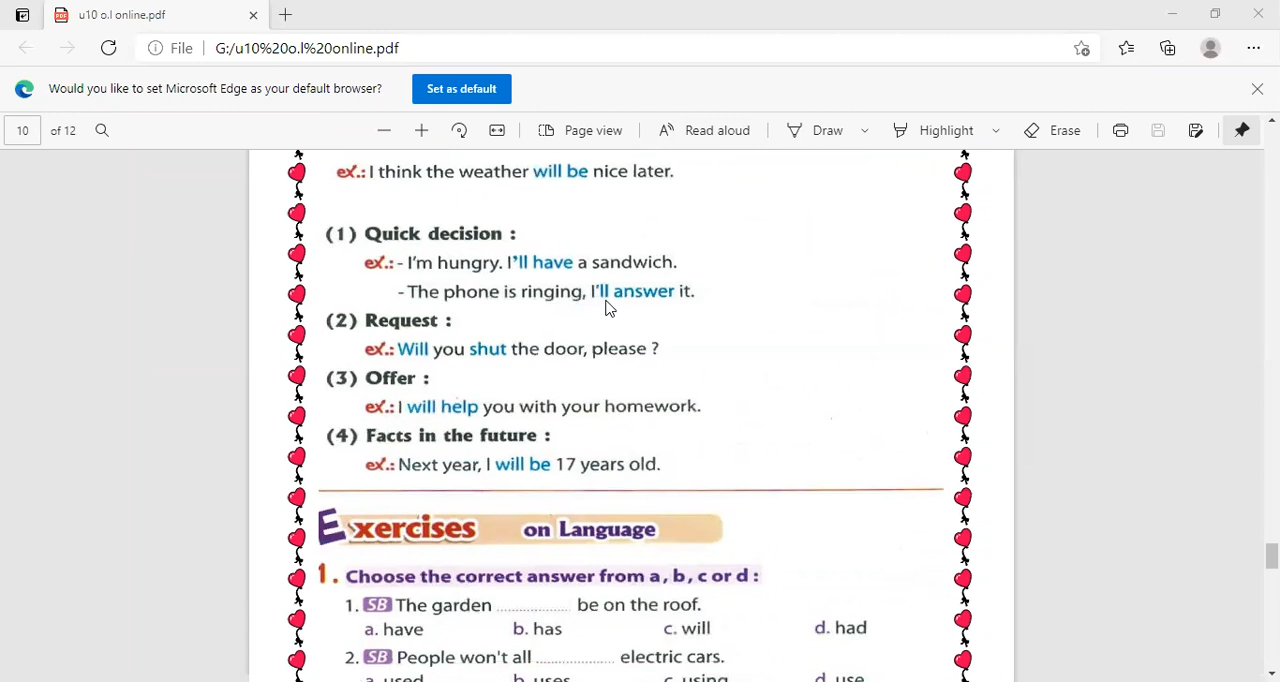 u10 o.l online.pdf
File G:/u10%20o.l%20online.pdf
Would you like to set Microsoft Edge as your default browser? Set as default
10 of 12 Page view Read aloud Draw Highlight Erase
ex.: I think the weather will be nice later.
(1) Quick decision :
ex.: - I'm hungry. I'll have a sandwich.
- The phone is ringing, I'll answer it.
(2) Request :
ex.: Will you shut the door, please ?
(3) Offer :
ex.: I will help you with your homework.
(4) Facts in the future :
ex.: Next year, I will be 17 years old.
Exercises on Language
1. Choose the correct answer from a, b, c or d :
1. SB The garden .................. be on the roof.
a. have b. has c. will d. had
2. SB People won't all .................... electric cars.
a. used b. uses c. using d. use